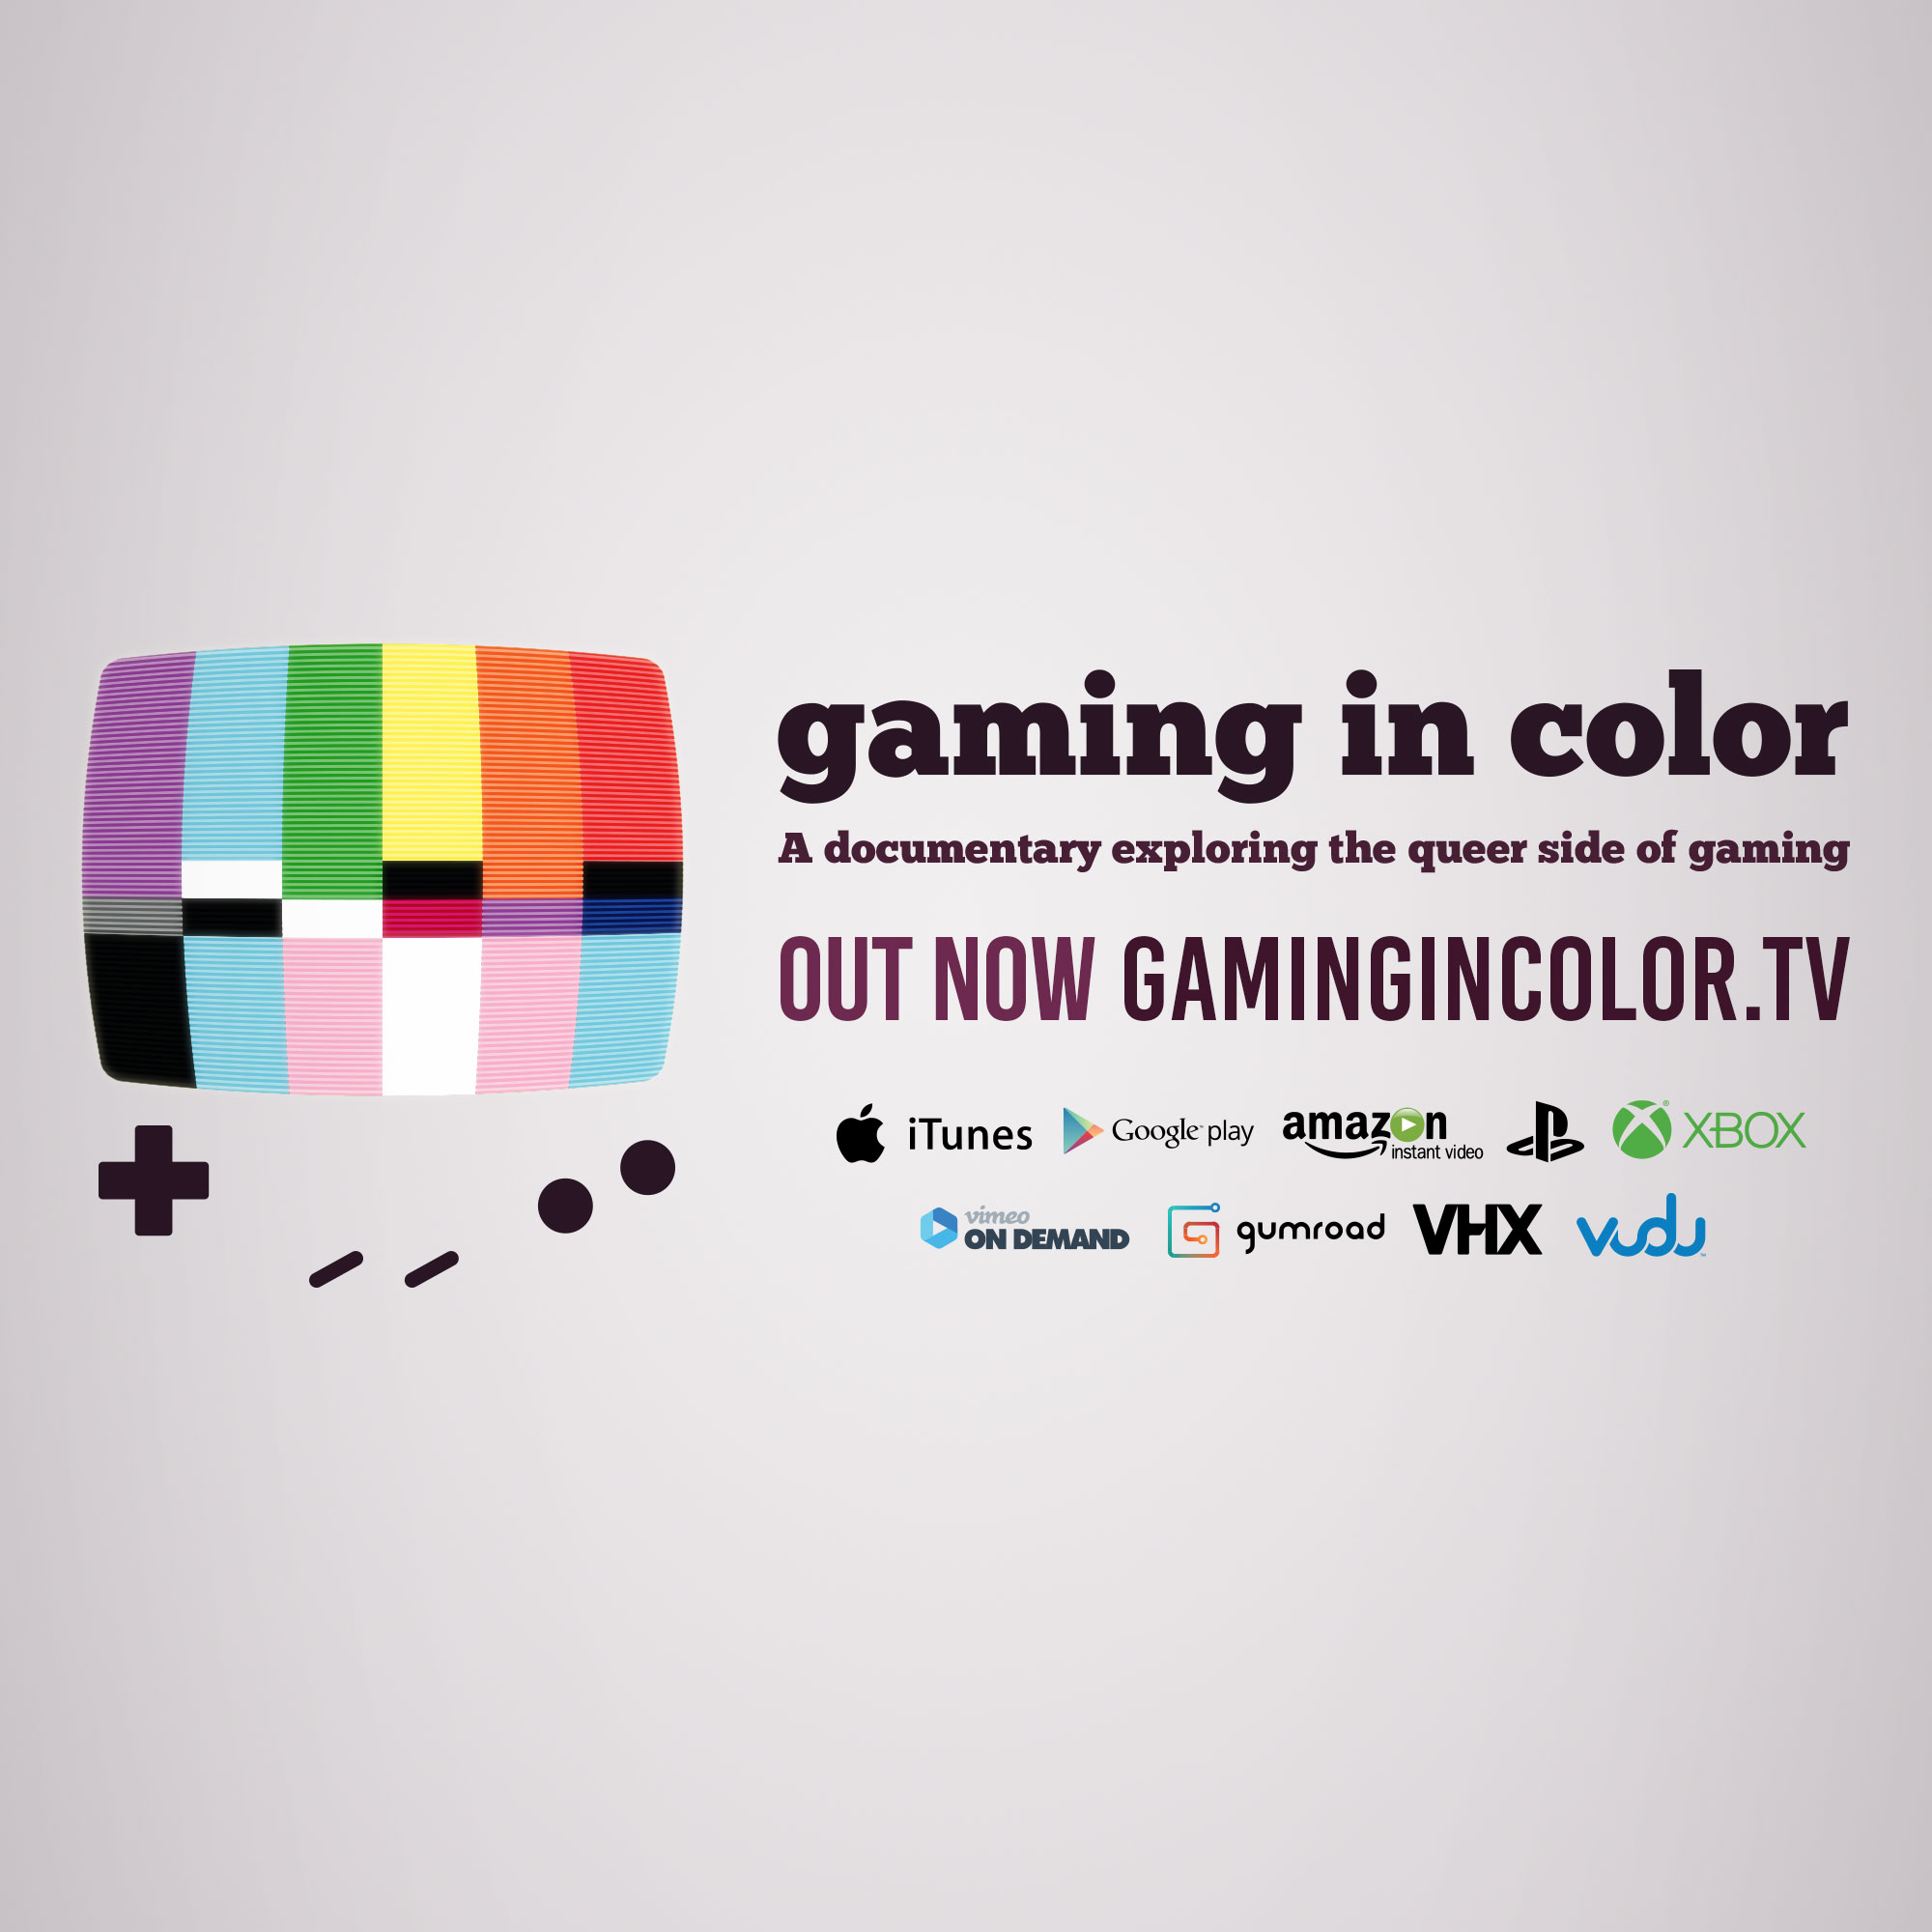 gaming in color
A documentary exploring the queer side of gaming
OUT NOW GAMINGINCOLOR.TV
iTunes Google play amazon instant video XBOX
vimeo ON DEMAND gumroad VHX vudu